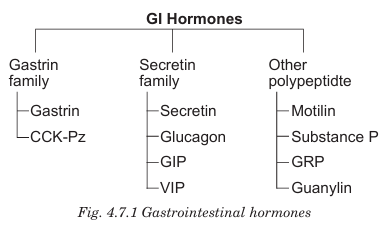 GI Hormones
Gastrin family
Secretin family
Other polypeptidte
Gastrin
CCK-Pz
Secretin
Glucagon
GIP
VIP
Motilin
Substance P
GRP
Guanylin
Fig. 4.7.1 Gastrointestinal hormones